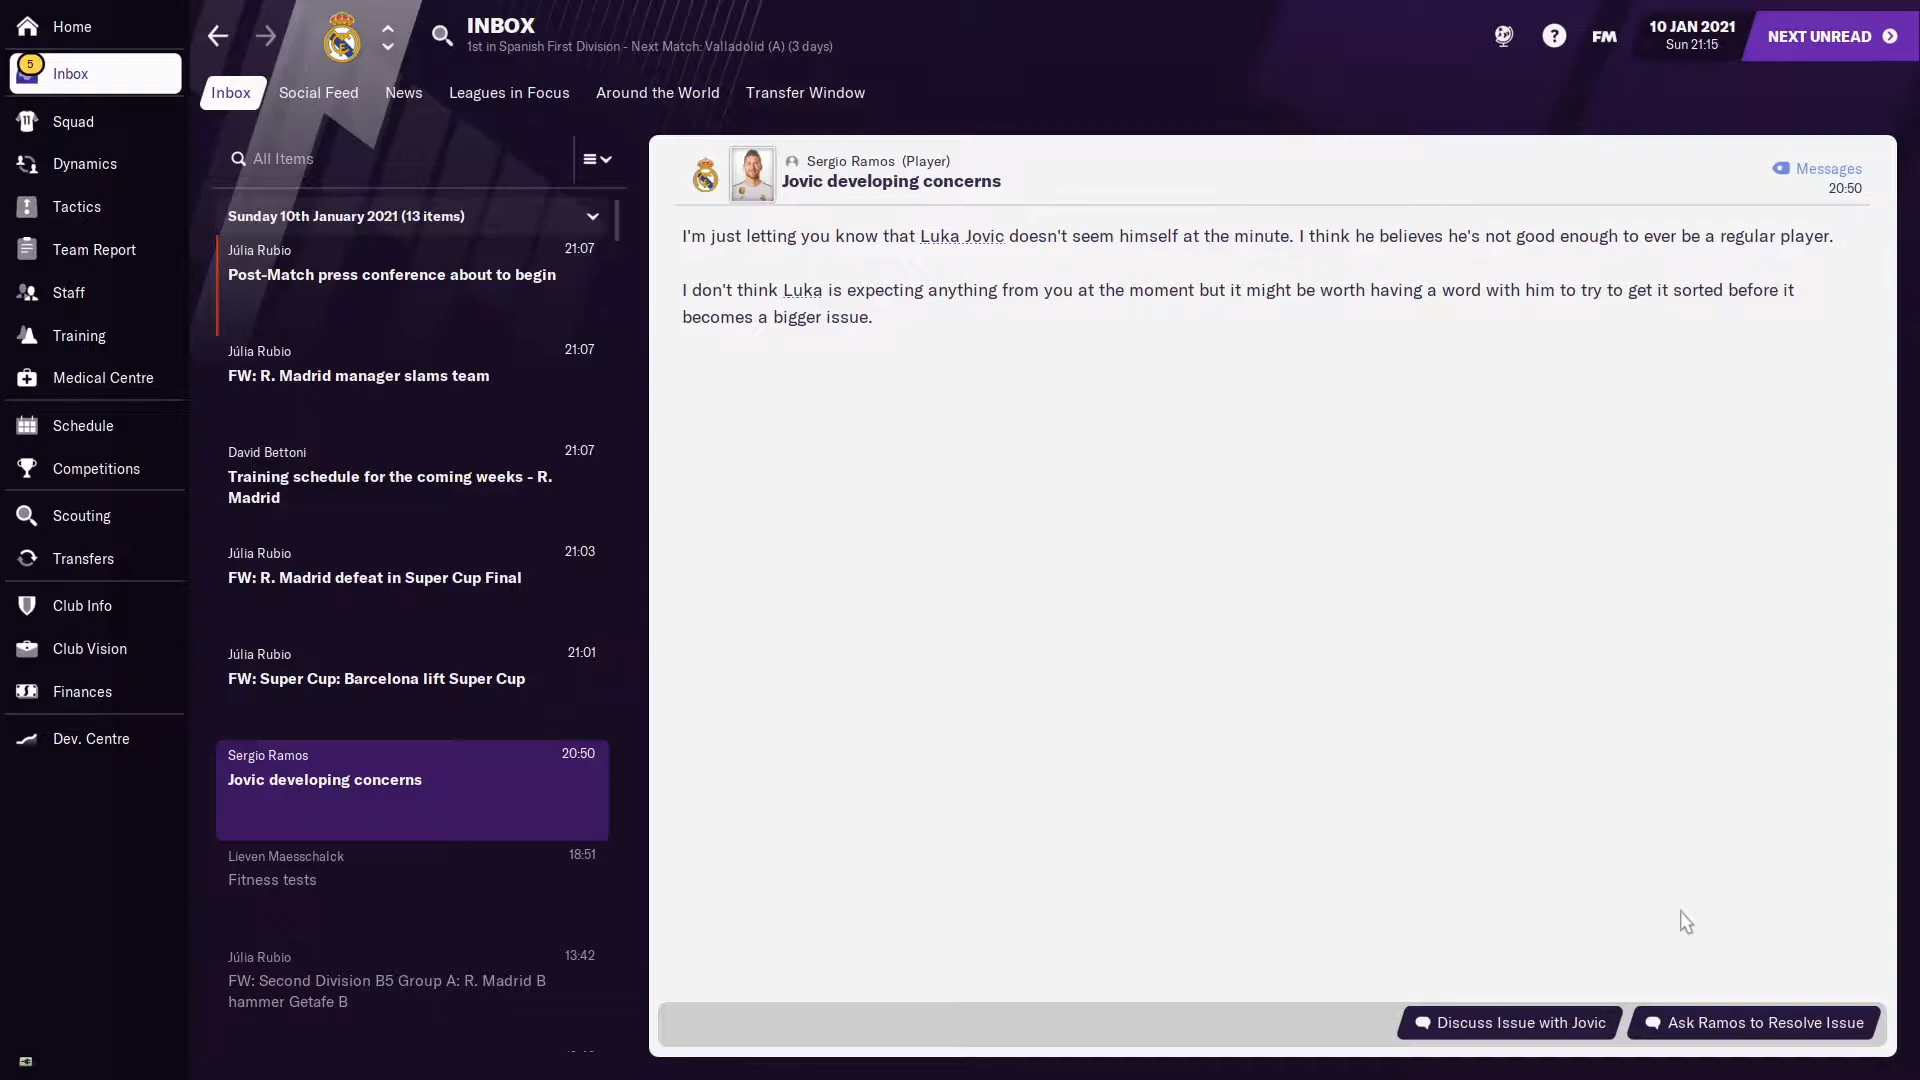 Home
5
Inbox
Squad
Dynamics
Tactics
Team Report
Staff
Training
Medical Centre
Schedule
Competitions
Scouting
Transfers
Club Info
Club Vision
Finances
Dev. Centre
INBOX
1st in Spanish First Division - Next Match: Valladolid (A) (3 days)
?
FM
10 JAN 2021
Sun 21:15
NEXT UNREAD
Inbox
Social Feed
News
Leagues in Focus
Around the World
Transfer Window
All Items
Sunday 10th January 2021 (13 items)
Júlia Rubio 21:07
Post-Match press conference about to begin
Júlia Rubio 21:07
FW: R. Madrid manager slams team
David Bettoni 21:07
Training schedule for the coming weeks - R.
Madrid
Júlia Rubio 21:03
FW: R. Madrid defeat in Super Cup Final
Júlia Rubio 21:01
FW: Super Cup: Barcelona lift Super Cup
Sergio Ramos 20:50
Jovic developing concerns
Lieven Maesschalck 18:51
Fitness tests
Júlia Rubio 13:42
FW: Second Division B5 Group A: R. Madrid B
hammer Getafe B
Sergio Ramos (Player)
Jovic developing concerns
Messages
20:50
I'm just letting you know that Luka Jovic doesn't seem himself at the minute. I think he believes he's not good enough to ever be a regular player.
I don't think Luka is expecting anything from you at the moment but it might be worth having a word with him to try to get it sorted before it
becomes a bigger issue.
Discuss Issue with Jovic
Ask Ramos to Resolve Issue